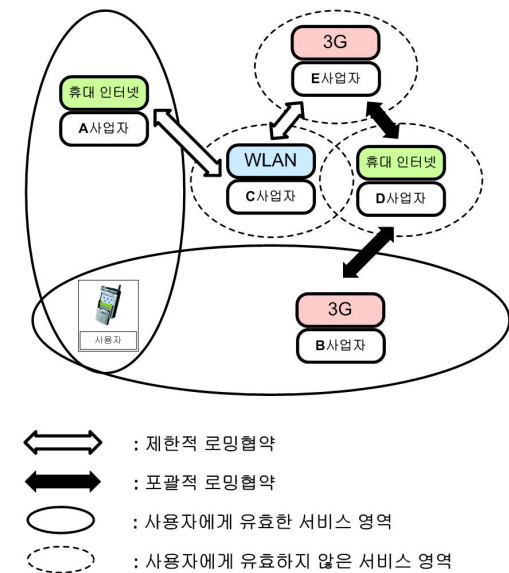 3G
E사업자
휴대 인터넷
A사업자
WLAN
C사업자
휴대 인터넷
D사업자
사용자
3G
B사업자
: 제한적 로밍협약
: 포괄적 로밍협약
: 사용자에게 유효한 서비스 영역
: 사용자에게 유효하지 않은 서비스 영역